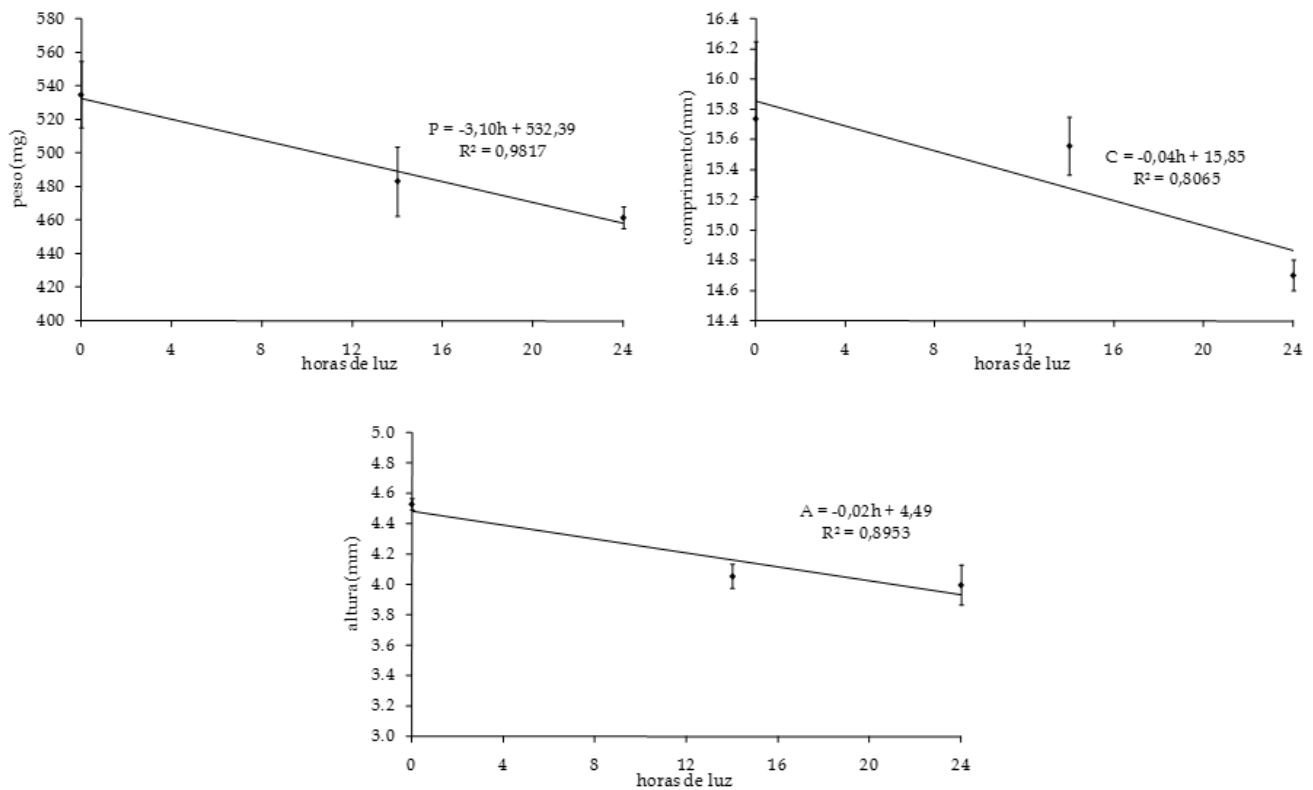 580
560
540
520
500
480
460
440
420
400
peso (mg)
P = -3,10h + 532,39
R² = 0,9817
0 4 8 12 16 20 24
horas de luz
16.4
16.2
16.0
15.8
15.6
15.4
15.2
15.0
14.8
14.6
14.4
comprimento (mm)
C = -0,04h + 15,85
R² = 0,8065
0 4 8 12 16 20 24
horas de luz
5.0
4.8
4.6
4.4
4.2
4.0
3.8
3.6
3.4
3.2
3.0
altura (mm)
A = -0,02h + 4,49
R² = 0,8953
0 4 8 12 16 20 24
horas de luz